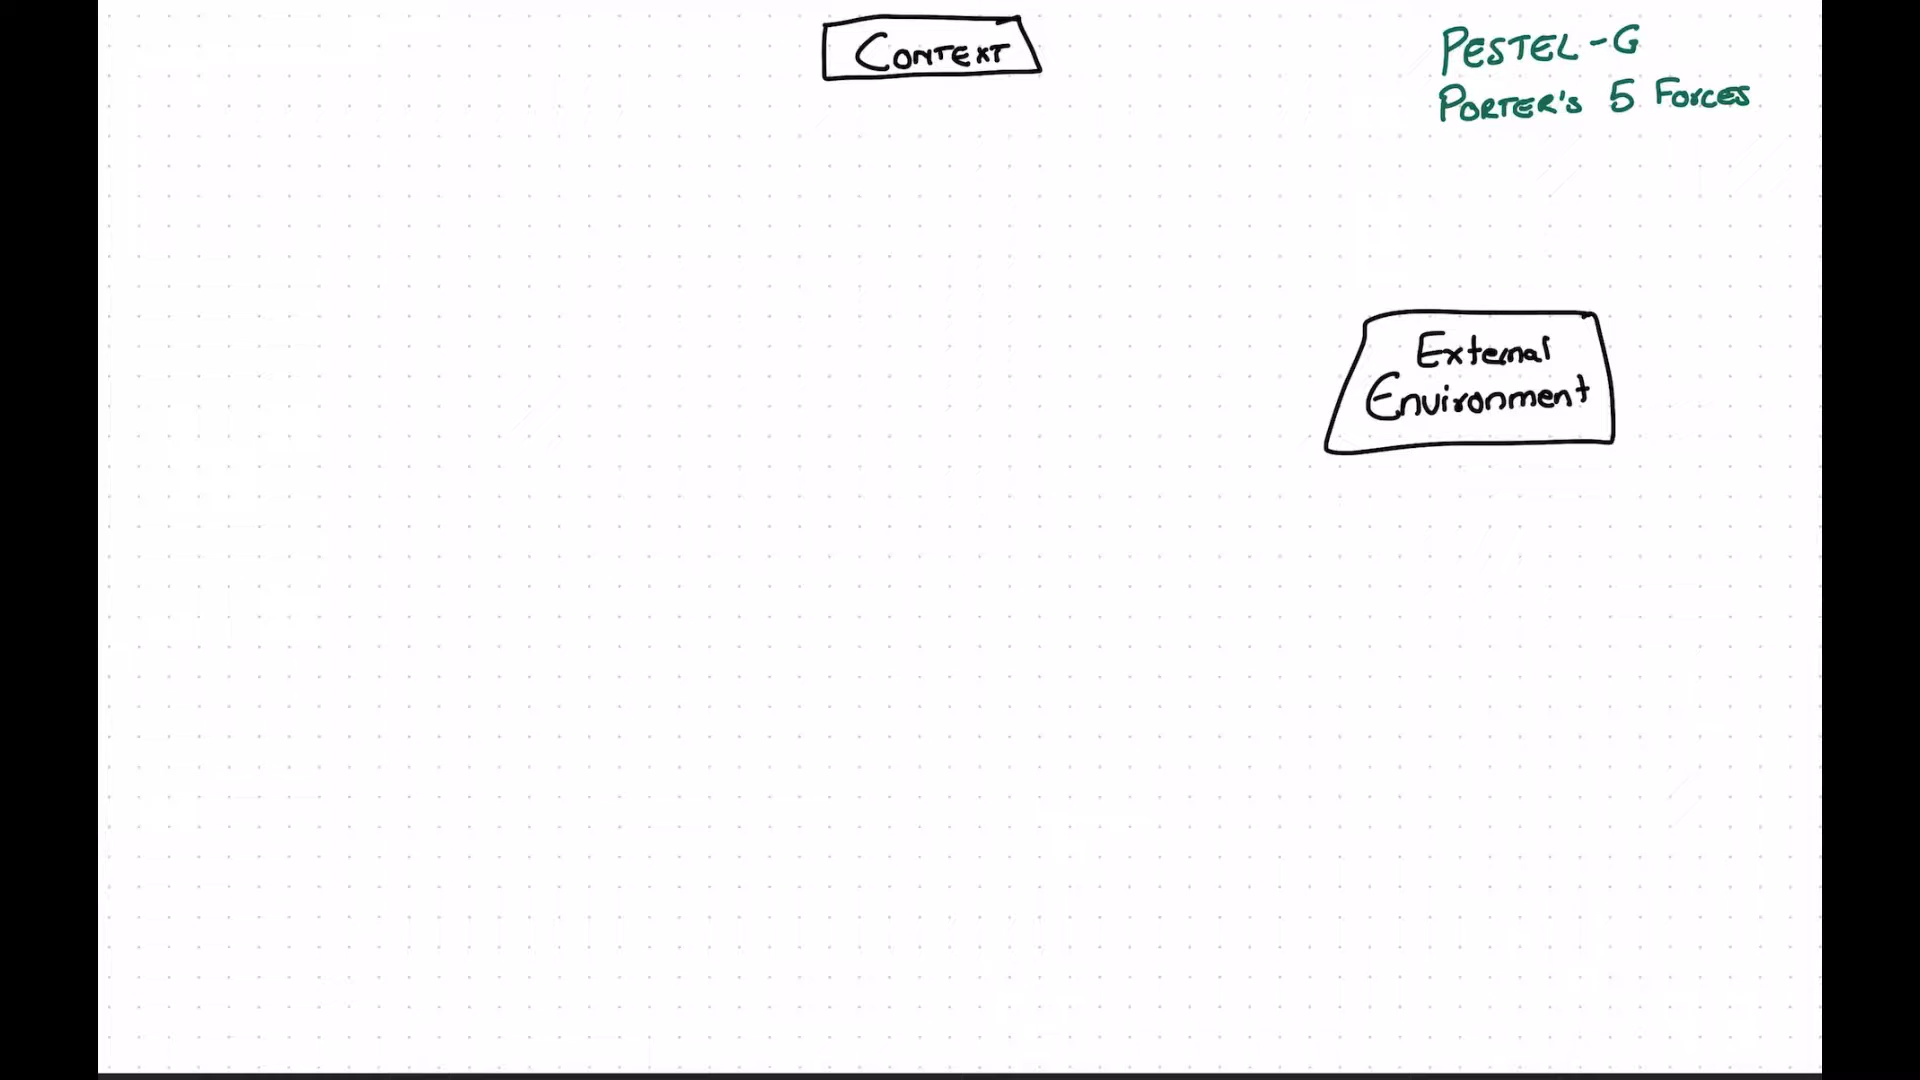 CONTEXT
PESTEL-G
PORTER'S 5 FORCES
External
Environment